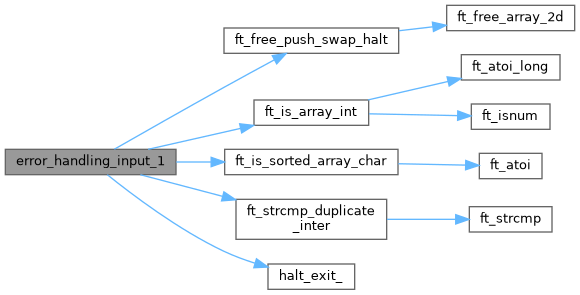 error_handling_input_1
ft_free_push_swap_halt
ft_free_array_2d
ft_is_array_int
ft_atoi_long
ft_isnum
ft_is_sorted_array_char
ft_atoi
ft_strcmp_duplicate
_inter
ft_strcmp
halt_exit_